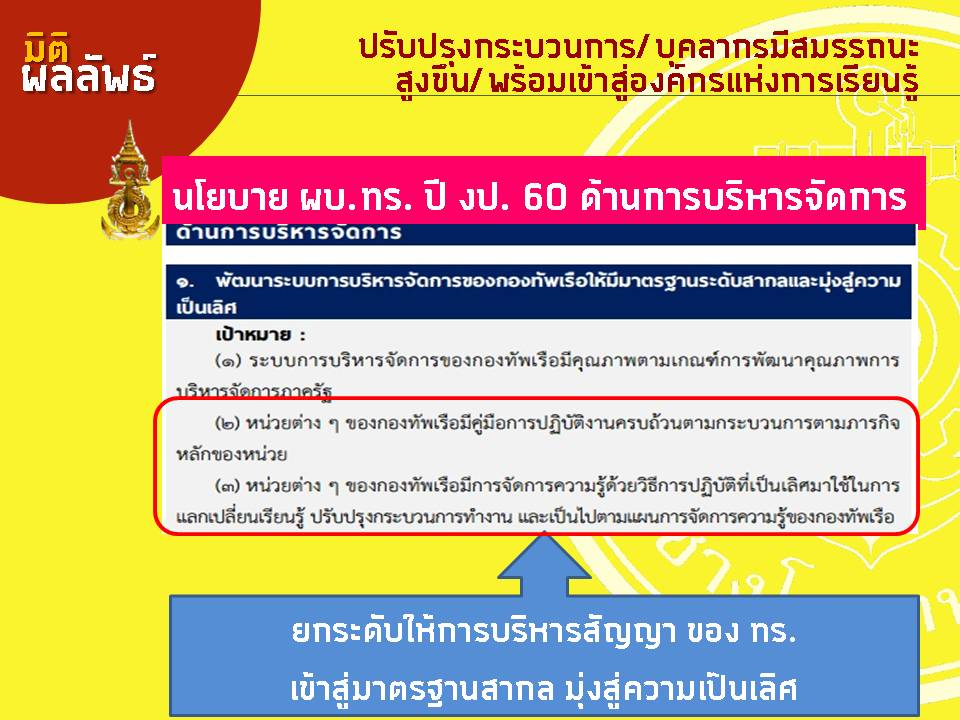 มิติ
ผลลัพธ์
ปรับปรุงกระบวนการ/ บุคลากรมีสมรรถนะ
สูงขึ้น/ พร้อมเข้าสู่องค์กรแห่งการเรียนรู้
นโยบาย ผบ.ทร. ปี งป. 60 ด้านการบริหารจัดการ
ด้านการบริหารจัดการ
๑. พัฒนาระบบการบริหารจัดการของกองทัพเรือให้มีมาตรฐานระดับสากลและมุ่งสู่ความ
เป็นเลิศ
เป้าหมาย :
(๑) ระบบการบริหารจัดการของกองทัพเรือมีคุณภาพตามเกณฑ์การพัฒนาคุณภาพการ
บริหารจัดการภาครัฐ
(๒) หน่วยต่าง ๆ ของกองทัพเรือมีคู่มือการปฏิบัติงานครบถ้วนตามกระบวนการตามภารกิจ
หลักของหน่วย
(๓) หน่วยต่าง ๆ ของกองทัพเรือมีการจัดการความรู้ด้วยวิธีการปฏิบัติที่เป็นเลิศมาใช้ในการ
แลกเปลี่ยนเรียนรู้ ปรับปรุงกระบวนการทำงาน และเป็นไปตามแผนการจัดการความรู้ของกองทัพเรือ
ยกระดับให้การบริหารสัญญา ของ ทร.
เข้าสู่มาตรฐานสากล มุ่งสู่ความเป็นเลิศ